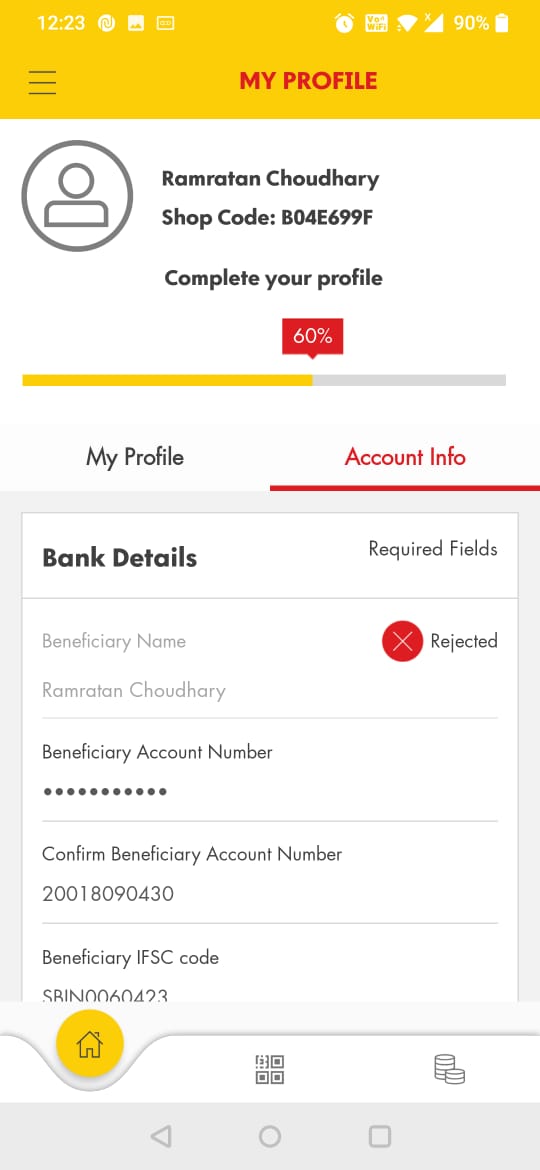 12:23
Vo) WiFi
x
90%
MY PROFILE
Ramratan Choudhary
Shop Code: B04E699F
Complete your profile
60%
My Profile
Account Info
Bank Details
Required Fields
Beneficiary Name
Rejected
Ramratan Choudhary
Beneficiary Account Number
•••••••••••
Confirm Beneficiary Account Number
20018090430
Beneficiary IFSC code
SBIN0060423